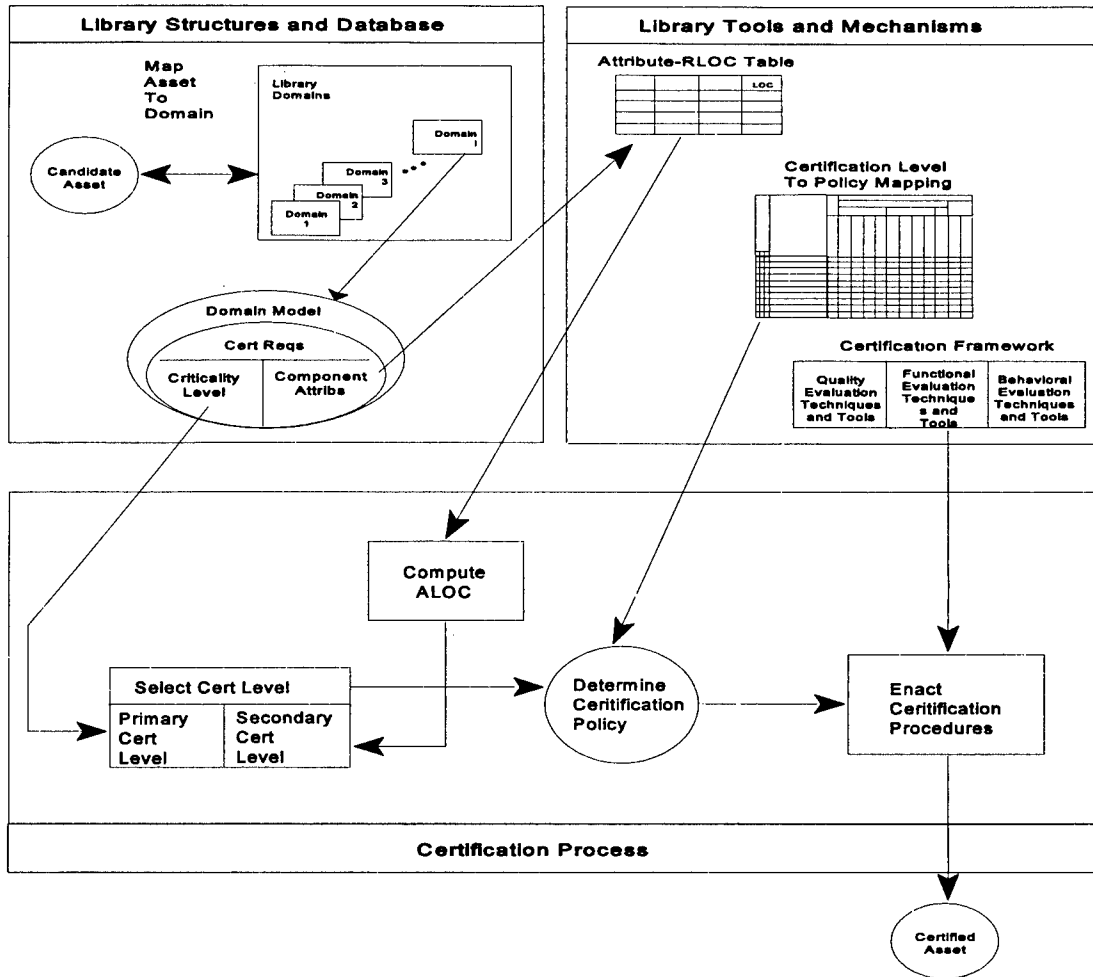 Library Structures and Database
Map
Asset
To
Domain
Library
Domains
Domain
I
Domain
3
Domain
2
Domain
1
Candidate
Asset
Domain Model
Cert Reqs
Criticality
Level
Component
Attribs
Library Tools and Mechanisms
Attribute-RLOC Table
LOC
Certification Level
To Policy Mapping
Certification Framework
Quality
Evaluation
Techniques
and Tools
Functional
Evaluation
Technique
s and
Tools
Behavioral
Evaluation
Techniques
and Tools
Compute
ALOC
Select Cert Level
Primary
Cert
Level
Secondary
Cert
Level
Determine
Ceritification
Policy
Enact
Ceritification
Procedures
Certification Process
Certified
Asset